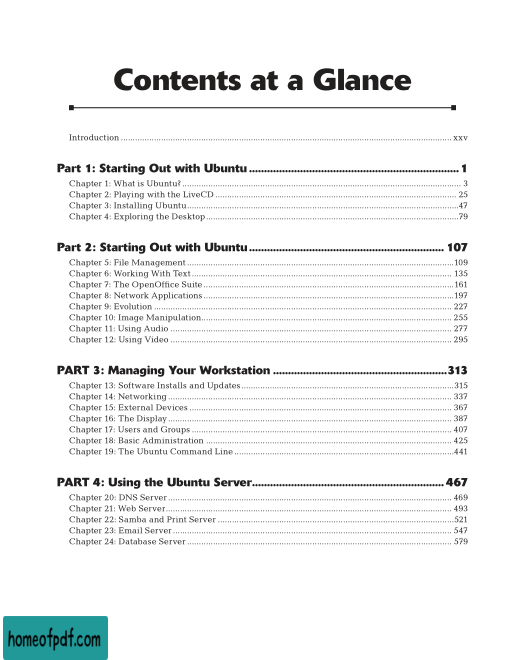 Contents at a Glance
Introduction ........ xxv
Part 1: Starting Out with Ubuntu ........ 1
Chapter 1: What is Ubuntu? ........ 3
Chapter 2: Playing with the LiveCD ........ 25
Chapter 3: Installing Ubuntu ........ 47
Chapter 4: Exploring the Desktop ........ 79
Part 2: Starting Out with Ubuntu ........ 107
Chapter 5: File Management ........ 109
Chapter 6: Working With Text ........ 135
Chapter 7: The OpenOffice Suite ........ 161
Chapter 8: Network Applications ........ 197
Chapter 9: Evolution ........ 227
Chapter 10: Image Manipulation ........ 255
Chapter 11: Using Audio ........ 277
Chapter 12: Using Video ........ 295
PART 3: Managing Your Workstation ........ 313
Chapter 13: Software Installs and Updates ........ 315
Chapter 14: Networking ........ 337
Chapter 15: External Devices ........ 367
Chapter 16: The Display ........ 387
Chapter 17: Users and Groups ........ 407
Chapter 18: Basic Administration ........ 425
Chapter 19: The Ubuntu Command Line ........ 441
PART 4: Using the Ubuntu Server ........ 467
Chapter 20: DNS Server ........ 469
Chapter 21: Web Server ........ 493
Chapter 22: Samba and Print Server ........ 521
Chapter 23: Email Server ........ 547
Chapter 24: Database Server ........ 579
homeofpdf.com